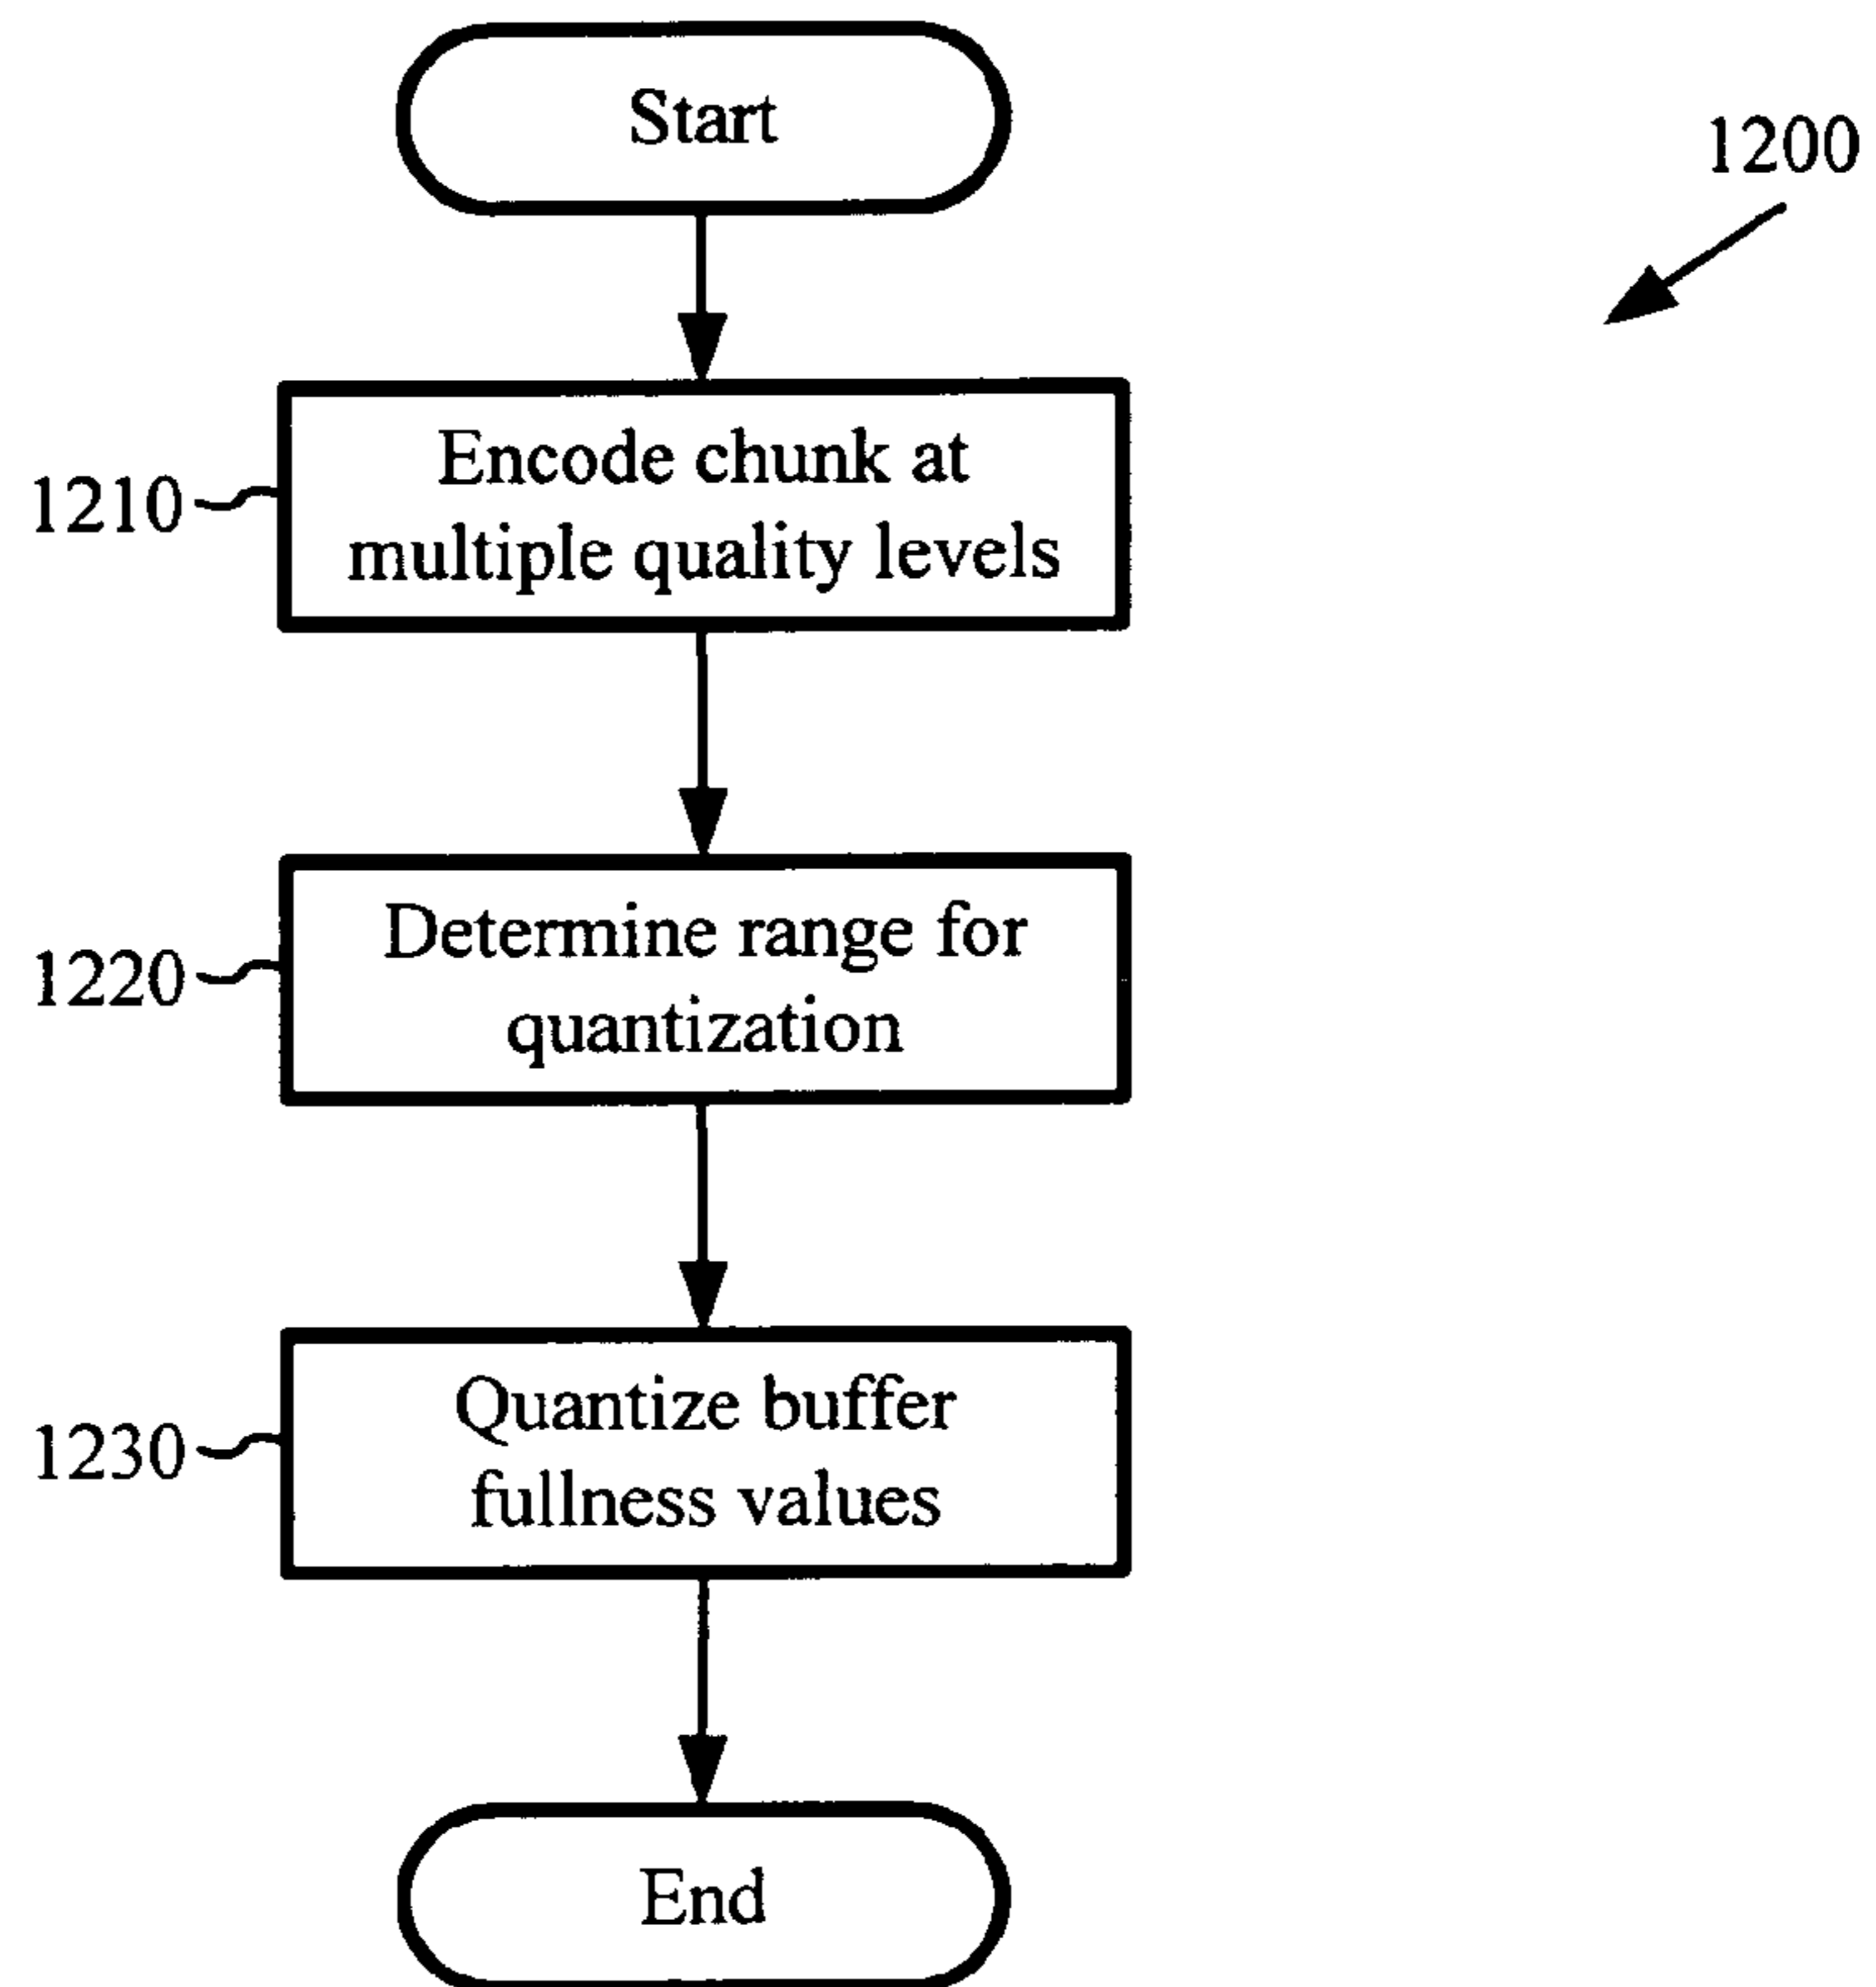 Start
1200
1210
Encode chunk at
multiple quality levels
1220
Determine range for
quantization
1230
Quantize buffer
fullness values
End